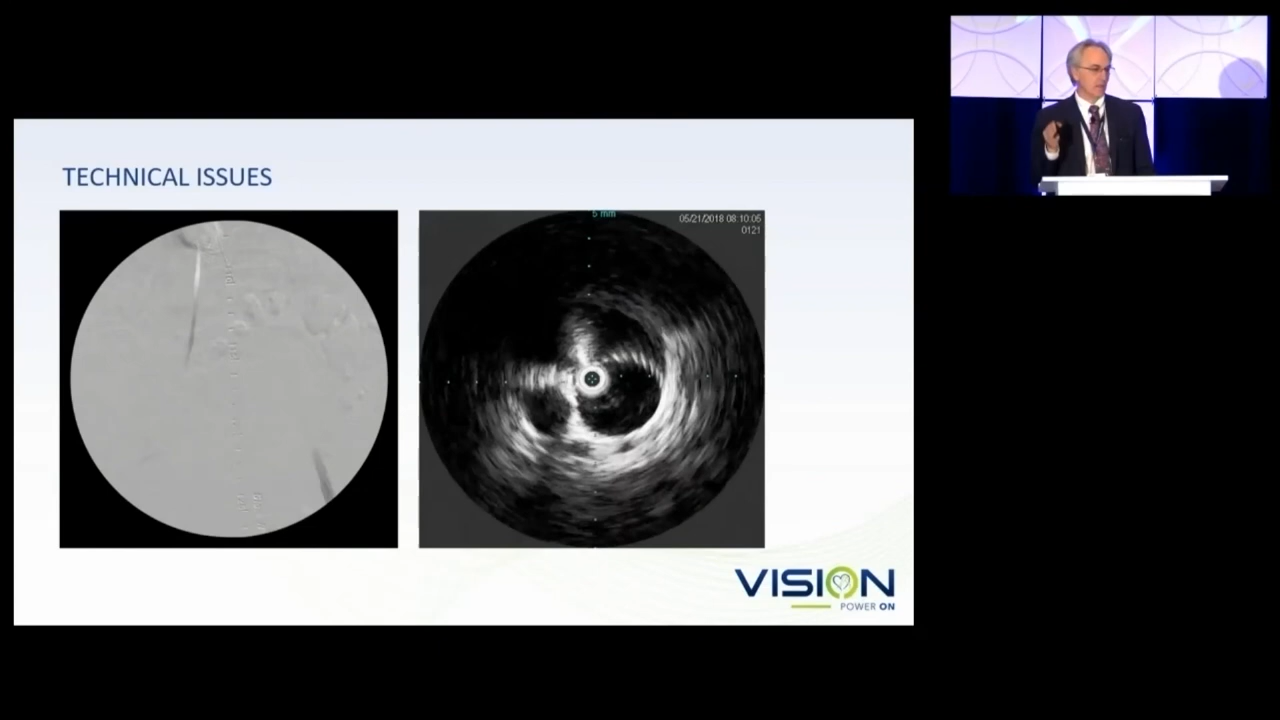 TECHNICAL ISSUES
5 mm
05/21/2018 08:10:05
0121
VISION
POWER ON